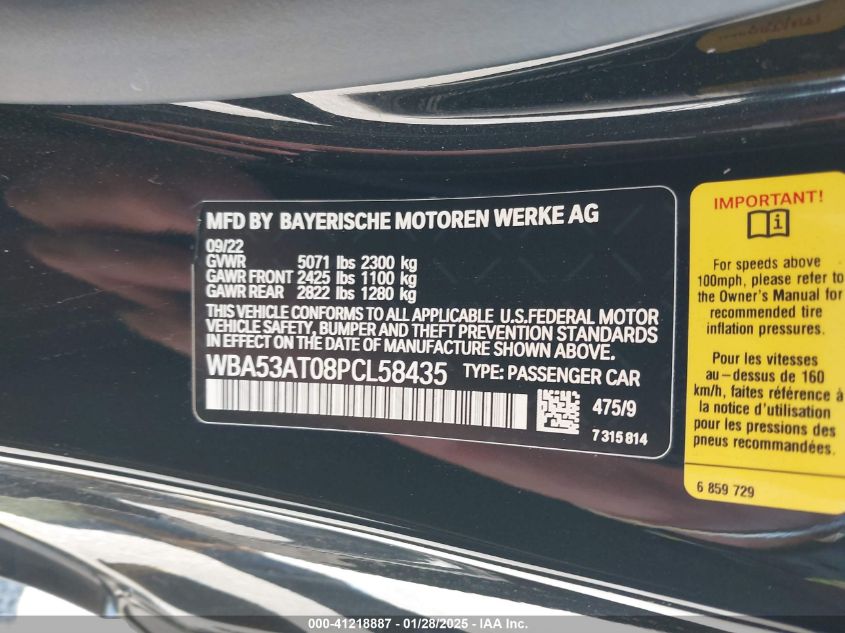 MFD BY BAYERISCHE MOTOREN WERKE AG
09/22
GVWR 5071 lbs 2300 kg
GAWR FRONT 2425 lbs 1100 kg
GAWR REAR 2822 lbs 1280 kg
THIS VEHICLE CONFORMS TO ALL APPLICABLE U.S.FEDERAL MOTOR
VEHICLE SAFETY, BUMPER AND THEFT PREVENTION STANDARDS
IN EFFECT ON THE DATE OF MANUFACTURE SHOWN ABOVE.
WBA53AT08PCL58435 TYPE: PASSENGER CAR
475/9
7 315 814
IMPORTANT!
For speeds above
100mph, please refer to
the Owner's Manual for
recommended tire
inflation pressures.
Pour les vitesses
au-dessus de 160
km/h, faites référence à
la notice d'utilisation
pour les pressions des
pneus recommandées.
6 859 729
000-41218887 - 01/28/2025 - IAA Inc.